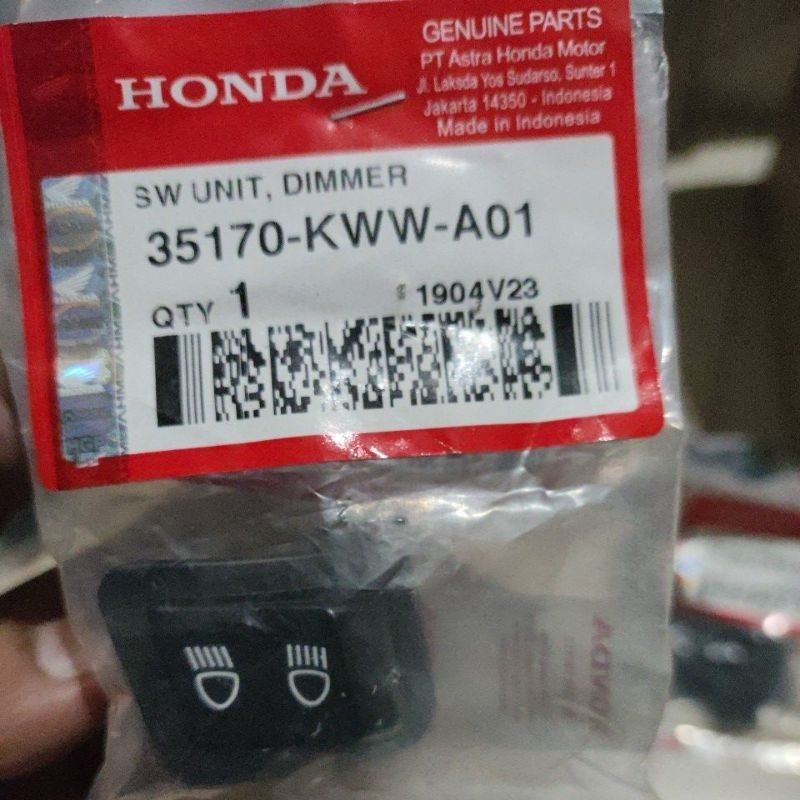 HONDA
GENUINE PARTS
PT Astra Honda Motor
Jl. Laksda Yos Sudarso, Sunter 1
Jakarta 14350 - Indonesia
Made in Indonesia
SW UNIT, DIMMER
35170-KWW-A01
QTY 1
1904V23